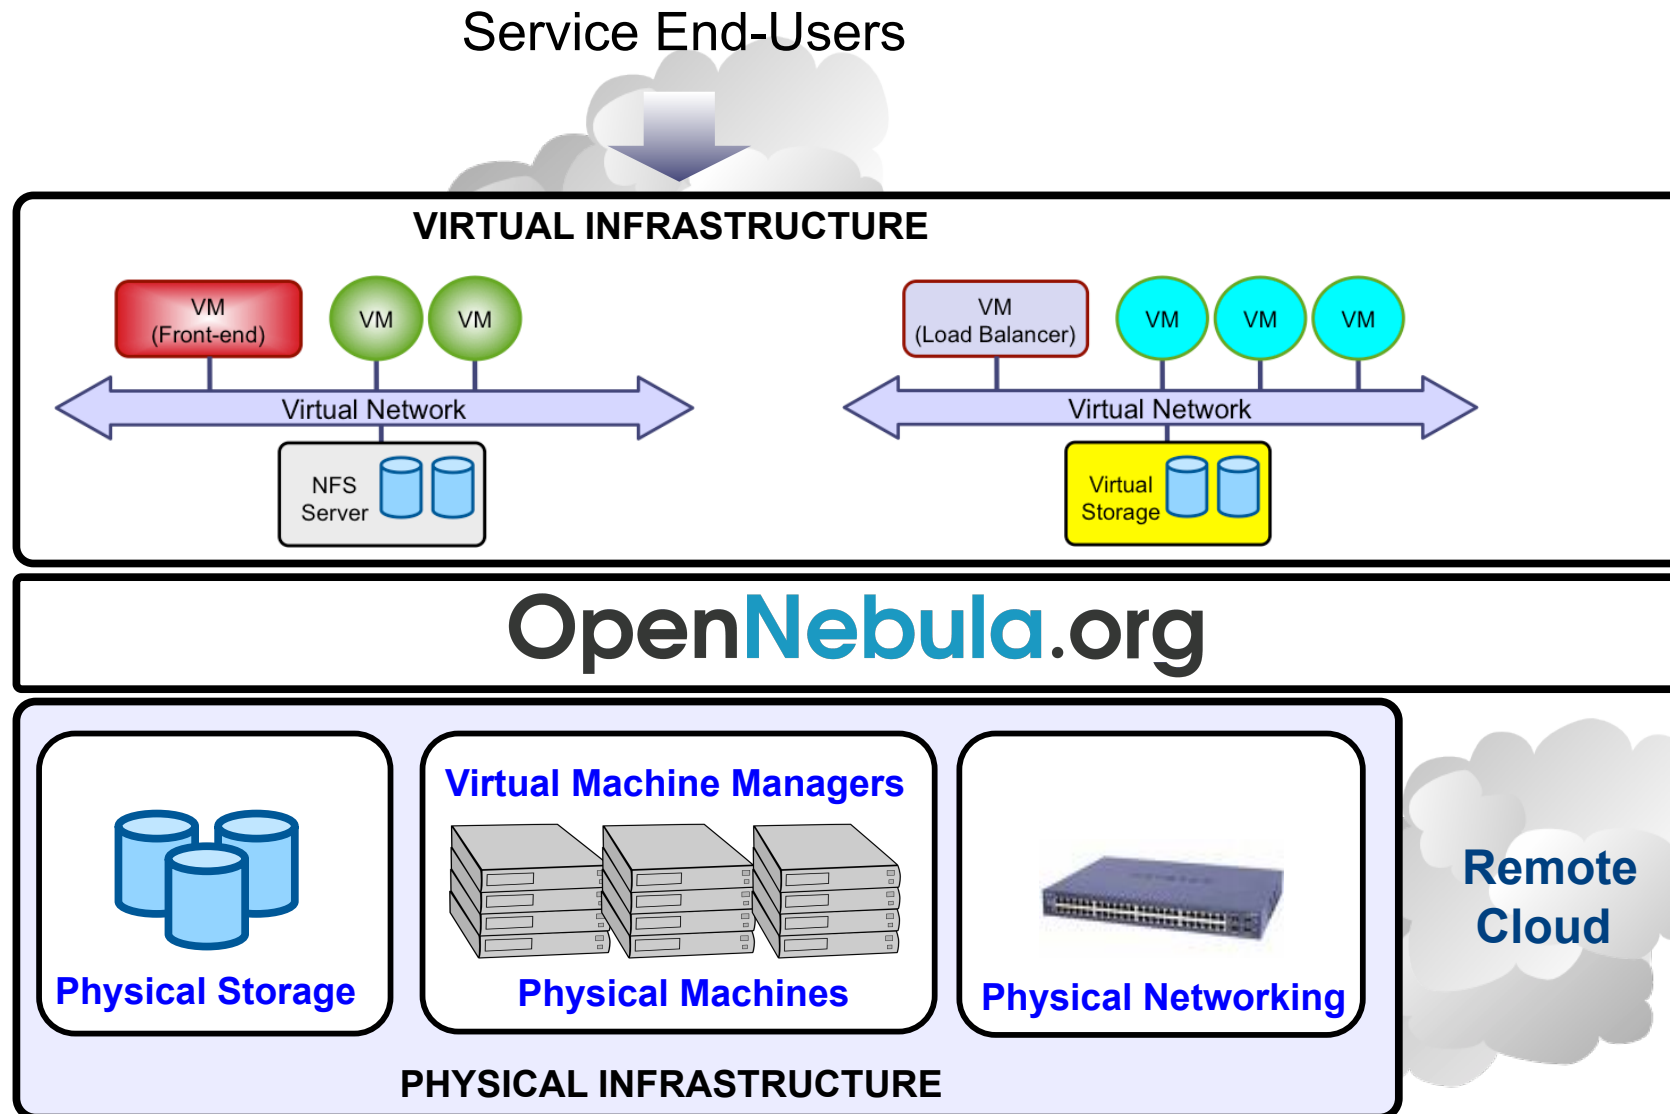 Service End-Users
VIRTUAL INFRASTRUCTURE
VM
(Front-end)
VM
VM
Virtual Network
NFS
Server
VM
(Load Balancer)
VM
VM
VM
Virtual Network
Virtual
Storage
OpenNebula.org
Physical Storage
Virtual Machine Managers
Physical Machines
Physical Networking
Remote
Cloud
PHYSICAL INFRASTRUCTURE